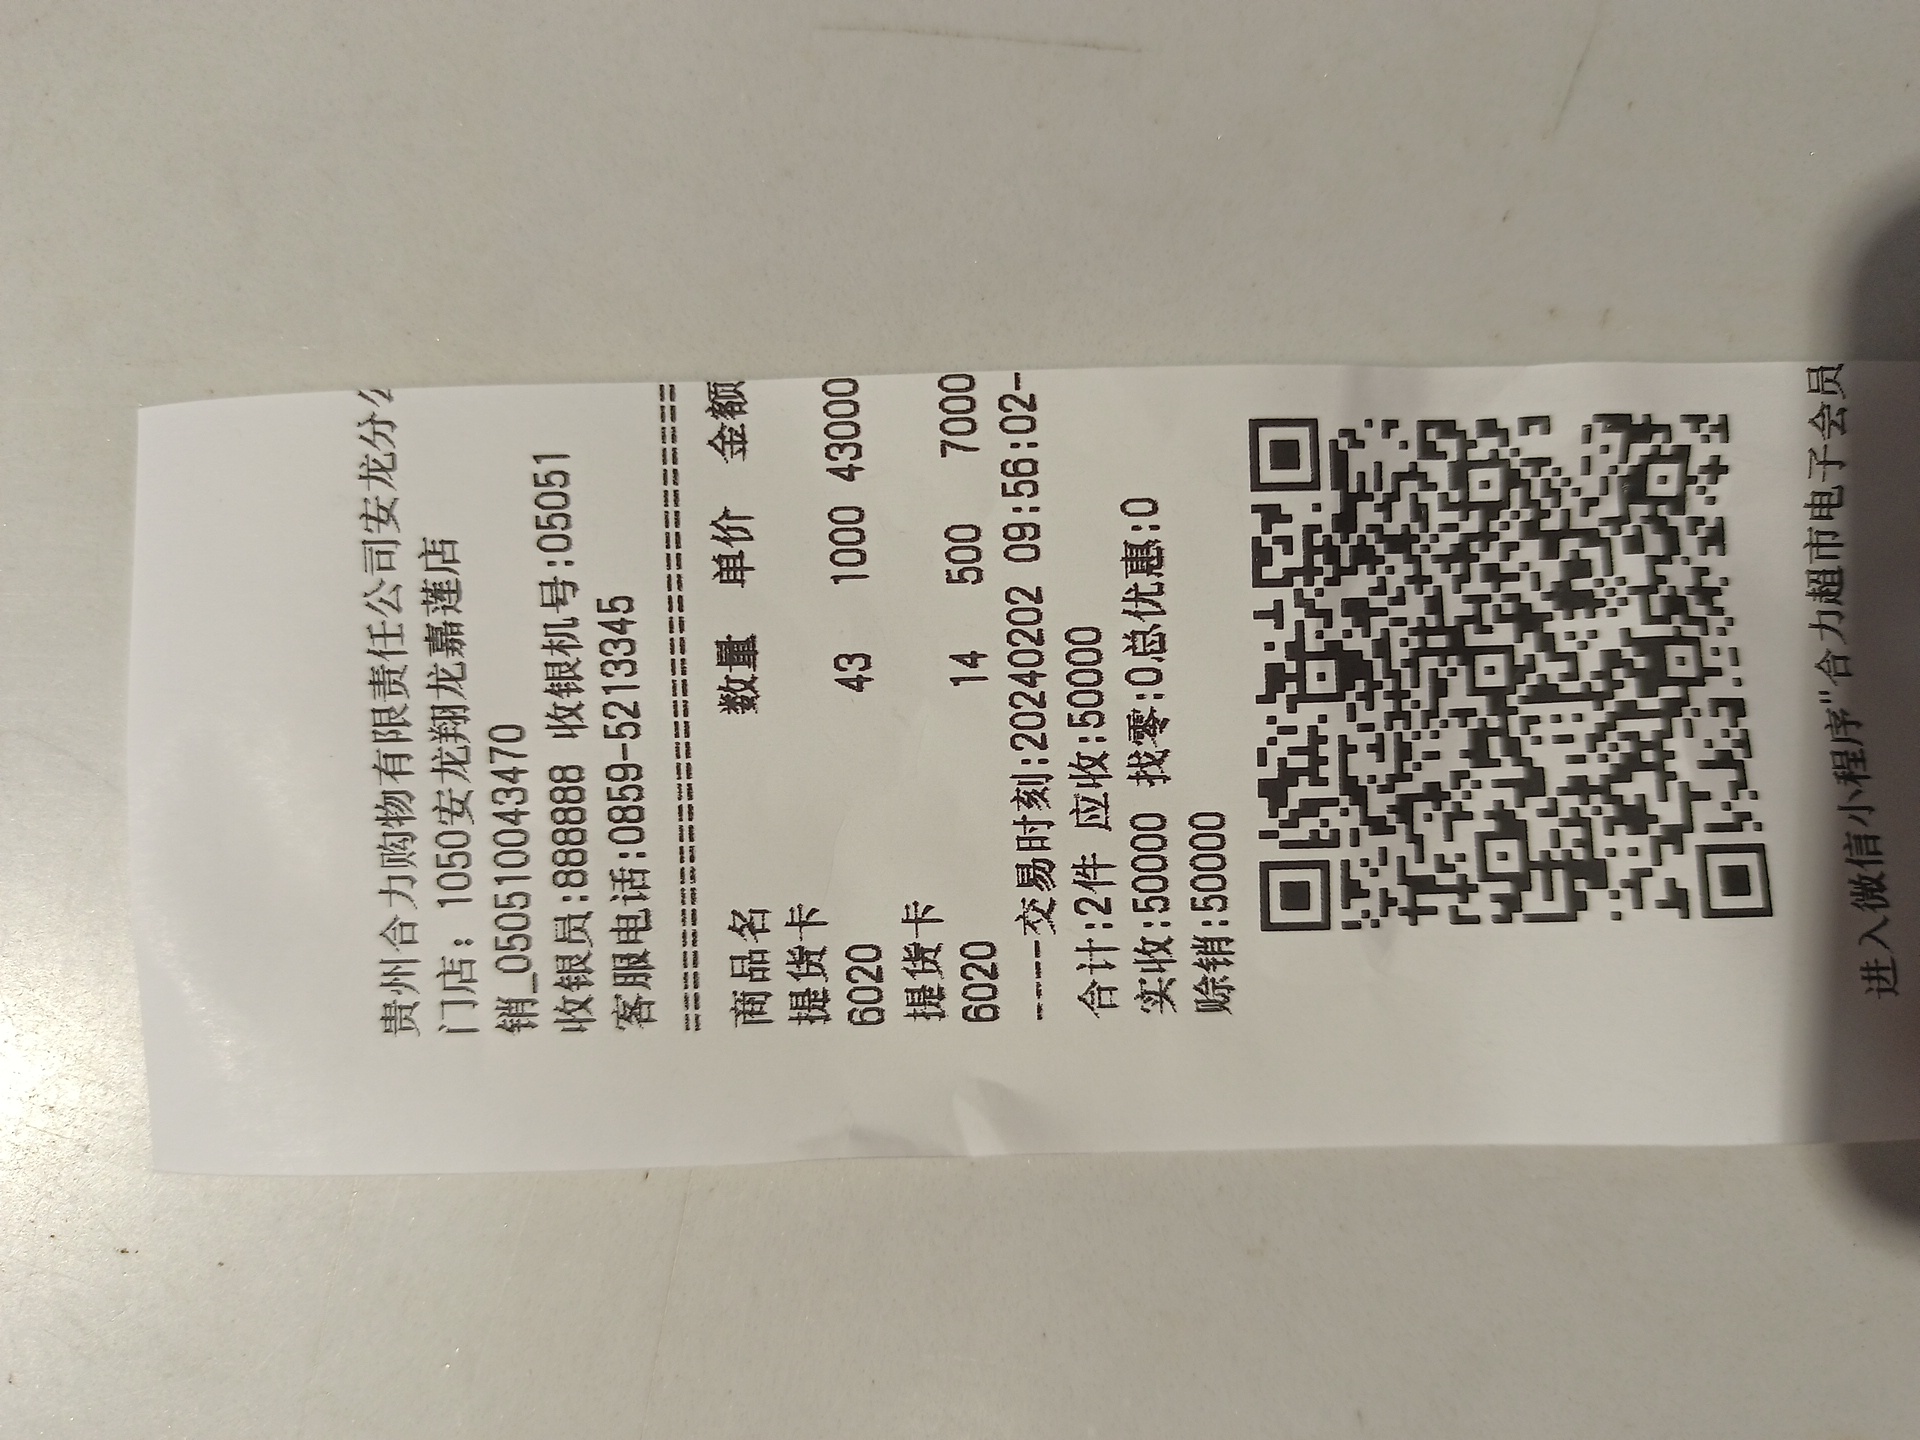 贵州合力购物有限责任公司安龙分公
门店: 1050安龙翔龙嘉莲店
销_050510043470
收银员:888888 收银机号:05051
客服电话:0859-5213345
======================================
商品名 数量 单价 金额
提货卡
6020 43 1000 43000
提货卡
6020 14 500 7000
----交易时刻:20240202 09:56:02-
合计:2件 应收:50000
实收:50000 找零:0总优惠:0
赊销:50000
进入微信小程序"合力超市电子会员